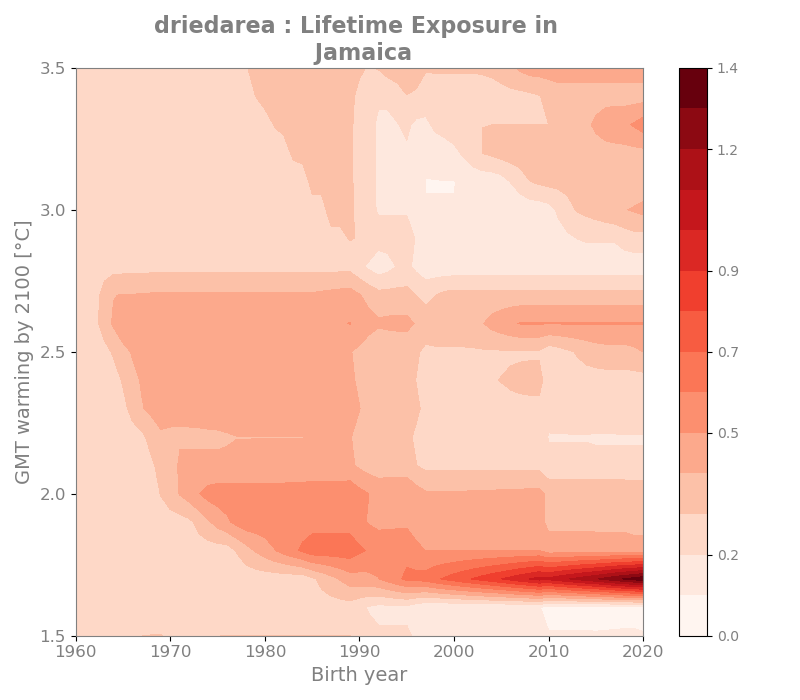 driedarea : Lifetime Exposure in
Jamaica
GMT warming by 2100 [°C]
3.5
3.0
2.5
2.0
1.5
1960 1970 1980 1990 2000 2010 2020
Birth year
1.4
1.2
0.9
0.7
0.5
0.2
0.0